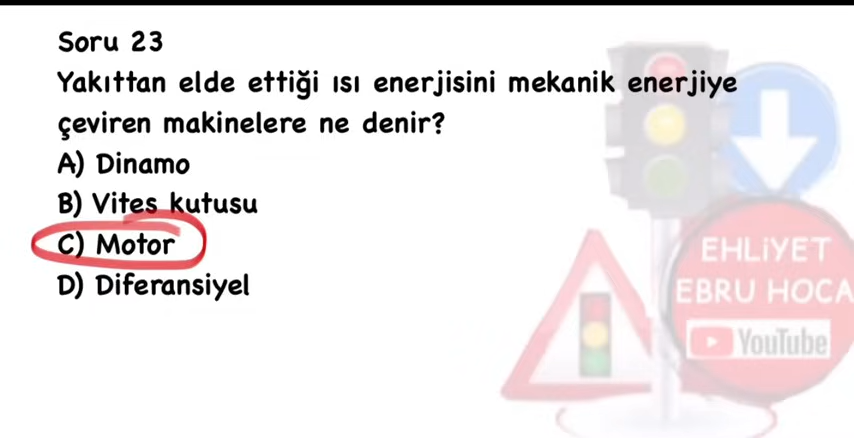 Soru 23
Yakıttan elde ettiği ısı enerjisini mekanik enerjiye
çeviren makinelere ne denir?
A) Dinamo
B) Vites kutusu
C) Motor
D) Diferansiyel
EHLİYET
EBRU HOCA
YouTube